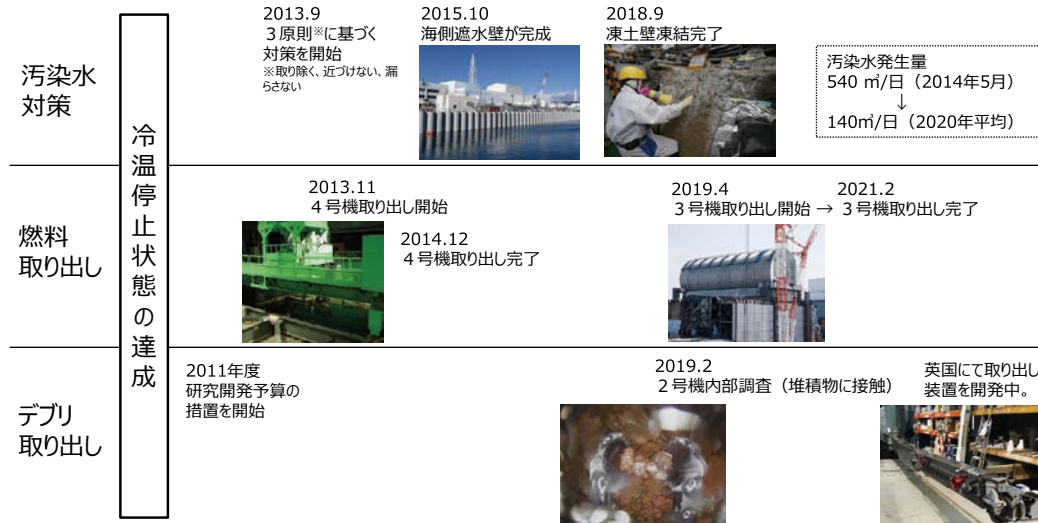 汚染水
対策
2013.9
3原則※に基づく
対策を開始
※取り除く、近づけない、漏
らさない
2015.10
海側遮水壁が完成
2018.9
凍土壁凍結完了
汚染水発生量
540 ㎥/日（2014年5月）
↓
140㎥/日（2020年平均）
冷温停止状態の達成
燃料
取り出し
2013.11
４号機取り出し開始
2014.12
４号機取り出し完了
2019.4
３号機取り出し開始 →
2021.2
３号機取り出し完了
デブリ
取り出し
2011年度
研究開発予算の
措置を開始
2019.2
２号機内部調査（堆積物に接触）
英国にて取り出し
装置を開発中。